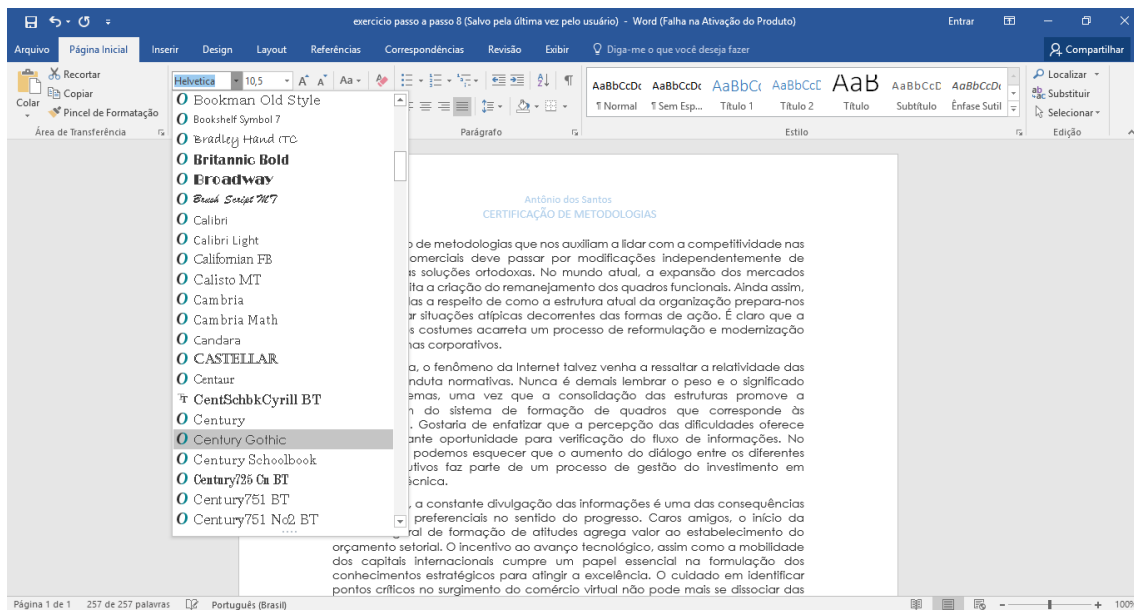 exercicio passo a passo 8 (Salvo pela última vez pelo usuário) - Word (Falha na Ativação do Produto)
Entrar
Arquivo Página Inicial Inserir Design Layout Referências Correspondências Revisão Exibir Diga-me o que você deseja fazer Compartilhar
Colar
Recortar
Copiar
Pincel de Formatação
Área de Transferência
Helvetica 10,5
Aa
Parágrafo
AaBbCcDc AaBbCcDc AaBbCc AaBbCcC AaB AaBbCcC AaBbCcDc
¶ Normal ¶ Sem Esp... Título 1 Título 2 Título Subtítulo Ênfase Sutil
Estilo
Localizar
Substituir
Selecionar
Edição
Bookman Old Style
Bookshelf Symbol 7
Bradley Hand ITC
Britannic Bold
Broadway
Brush Script MT
Calibri
Calibri Light
Californian FB
Calisto MT
Cambria
Cambria Math
Candara
CASTELLAR
Centaur
CentSchbkCyrill BT
Century
Century Gothic
Century Schoolbook
Century725 Cn BT
Century751 BT
Century751 No2 BT
Antônio dos Santos
CERTIFICAÇÃO DE METODOLOGIAS
de metodologias que nos auxiliam a lidar com a competitividade nas
omerciais deve passar por modificações independentemente de
soluções ortodoxas. No mundo atual, a expansão dos mercados
ita a criação do remanejamento dos quadros funcionais. Ainda assim,
as a respeito de como a estrutura atual da organização prepara-nos
r situações atípicas decorrentes das formas de ação. É claro que a
costumes acarreta um processo de reformulação e modernização
as corporativos.
a, o fenômeno da Internet talvez venha a ressaltar a relatividade das
nduta normativas. Nunca é demais lembrar o peso e o significado
emas, uma vez que a consolidação das estruturas promove a
do sistema de formação de quadros que corresponde às
. Gostaria de enfatizar que a percepção das dificuldades oferece
ante oportunidade para verificação do fluxo de informações. No
podemos esquecer que o aumento do diálogo entre os diferentes
utivos faz parte de um processo de gestão do investimento em
écnica.
, a constante divulgação das informações é uma das consequências
preferenciais no sentido do progresso. Caros amigos, o início da
ral de formação de atitudes agrega valor ao estabelecimento do
orçamento setorial. O incentivo ao avanço tecnológico, assim como a mobilidade
dos capitais internacionais cumpre um papel essencial na formulação dos
conhecimentos estratégicos para atingir a excelência. O cuidado em identificar
pontos críticos no surgimento do comércio virtual não pode mais se dissociar das
Página 1 de 1 257 de 257 palavras Português (Brasil) 100%